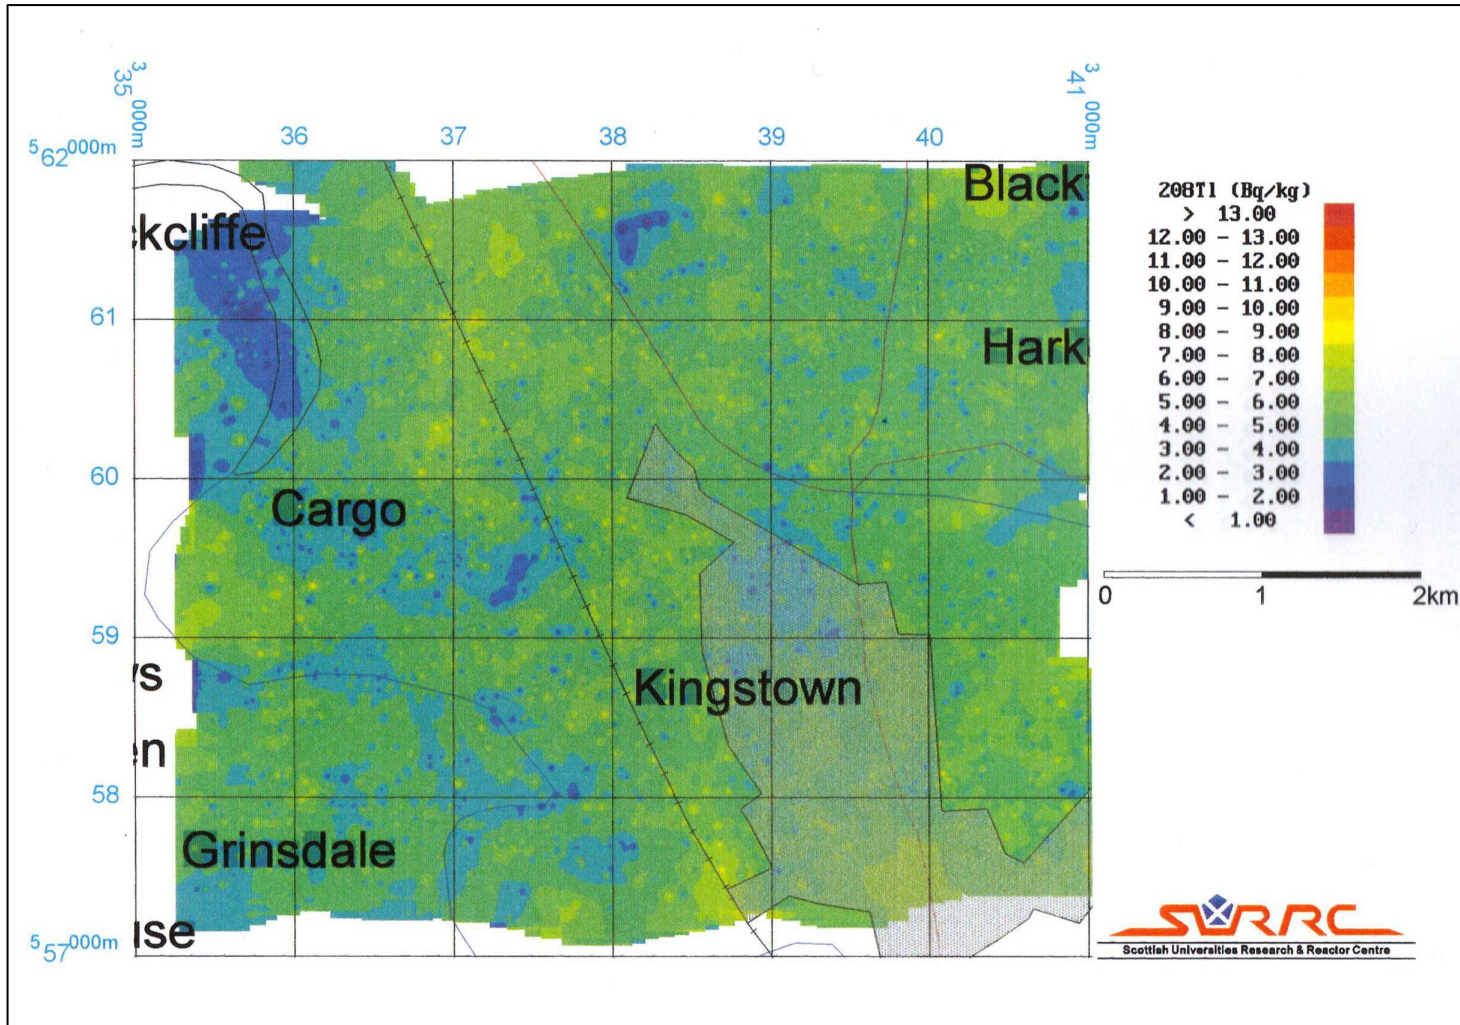 3
35 000m
36
37
38
39
40
3
41 000m
5 62 000m
61
60
59
58
5 57 000m
ckcliffe
Black
Hark
Cargo
Kingstown
/s
en
Grinsdale
ise
208Tl (Bq/kg)
> 13.00
12.00 - 13.00
11.00 - 12.00
10.00 - 11.00
9.00 - 10.00
8.00 - 9.00
7.00 - 8.00
6.00 - 7.00
5.00 - 6.00
4.00 - 5.00
3.00 - 4.00
2.00 - 3.00
1.00 - 2.00
< 1.00
0 1 2km
SURRC
Scottish Universities Research & Reactor Centre